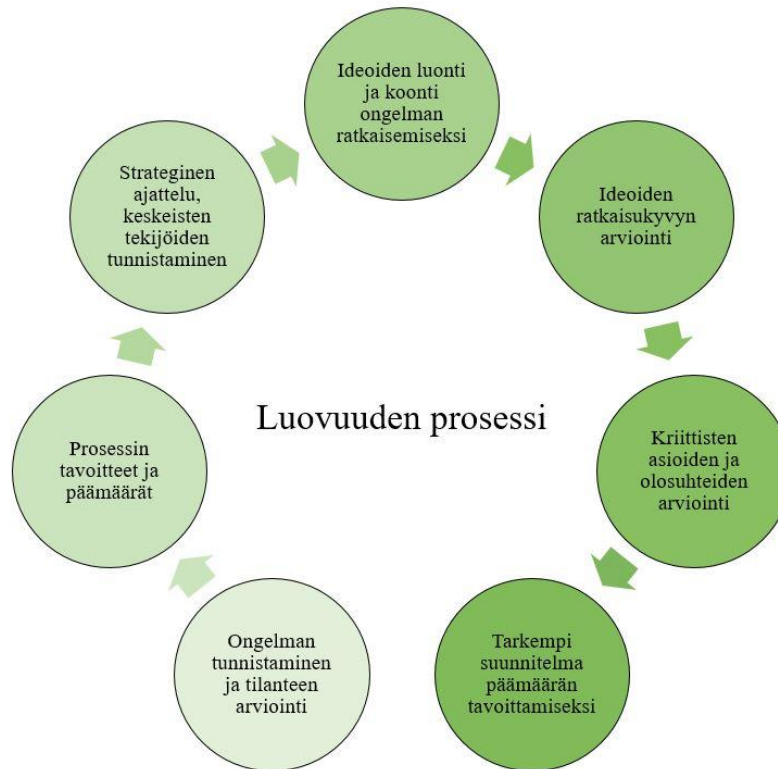 Ideoiden luonti
ja koonti
ongelman
ratkaisemiseksi
Ideoiden
ratkaisukyvyn
arviointi
Kriittisten
asioiden ja
olosuhteiden
arviointi
Tarkempi
suunnitelma
päämäärän
tavoittamiseksi
Ongelman
tunnistaminen
ja tilanteen
arviointi
Prosessin
tavoitteet ja
päämäärät
Strateginen
ajattelu,
keskeisten
tekijöiden
tunnistaminen
Luovuuden prosessi